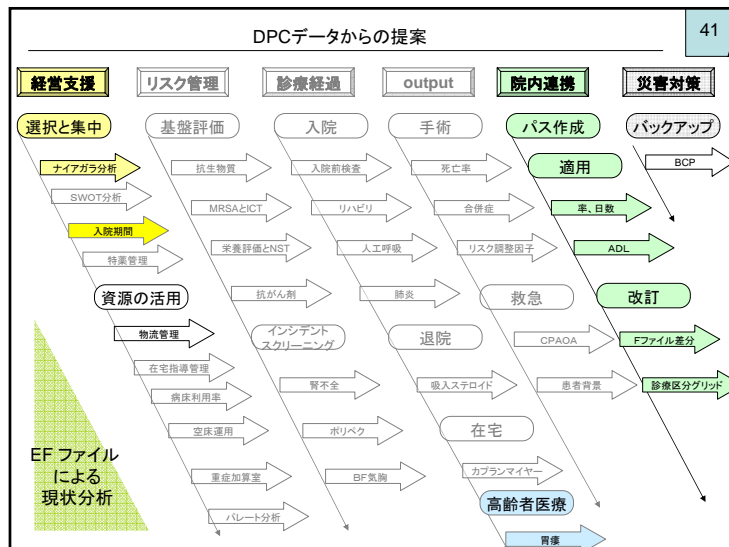 DPCデータからの提案
41
経営支援
リスク管理
診療経過
output
院内連携
災害対策
選択と集中
基盤評価
入院
手術
パス作成
バックアップ
ナイアガラ分析
抗生物質
入院前検査
死亡率
適用
BCP
SWOT分析
MRSAとICT
リハビリ
合併症
率、日数
入院期間
栄養評価とNST
人工呼吸
リスク調整因子
ADL
特薬管理
資源の活用
抗がん剤
肺炎
救急
改訂
物流管理
インシデント
スクリーニング
退院
CPAOA
Fファイル差分
在宅指導管理
腎不全
吸入ステロイド
患者背景
診療区分グリッド
病床利用率
空床運用
ポリペク
在宅
EF ファイル
による
現状分析
重症加算室
BF気胸
カプランマイヤー
パレート分析
高齢者医療
胃瘻